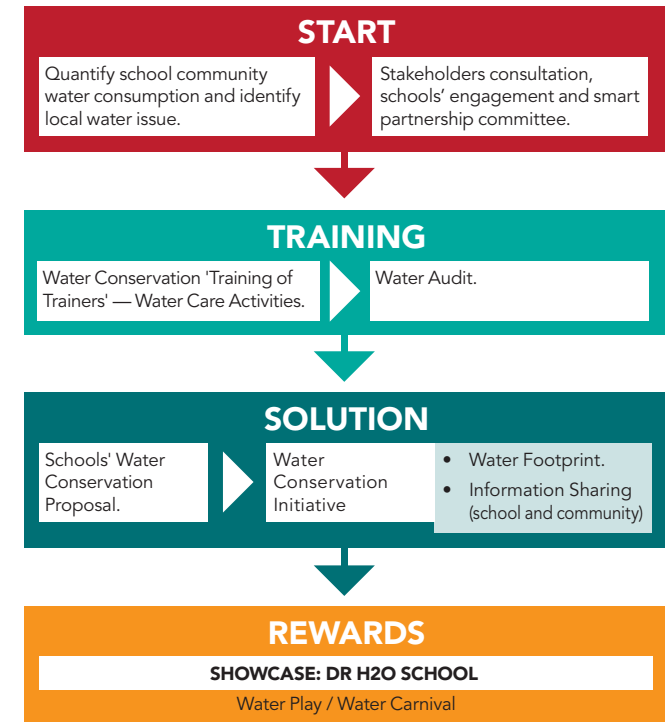 START
Quantify school community
water consumption and identify
local water issue.
Stakeholders consultation,
schools’ engagement and smart
partnership committee.
TRAINING
Water Conservation 'Training of
Trainers' — Water Care Activities.
Water Audit.
SOLUTION
Schools' Water
Conservation
Proposal.
Water
Conservation
Initiative
• Water Footprint.
• Information Sharing
(school and community)
REWARDS
SHOWCASE: DR H2O SCHOOL
Water Play / Water Carnival